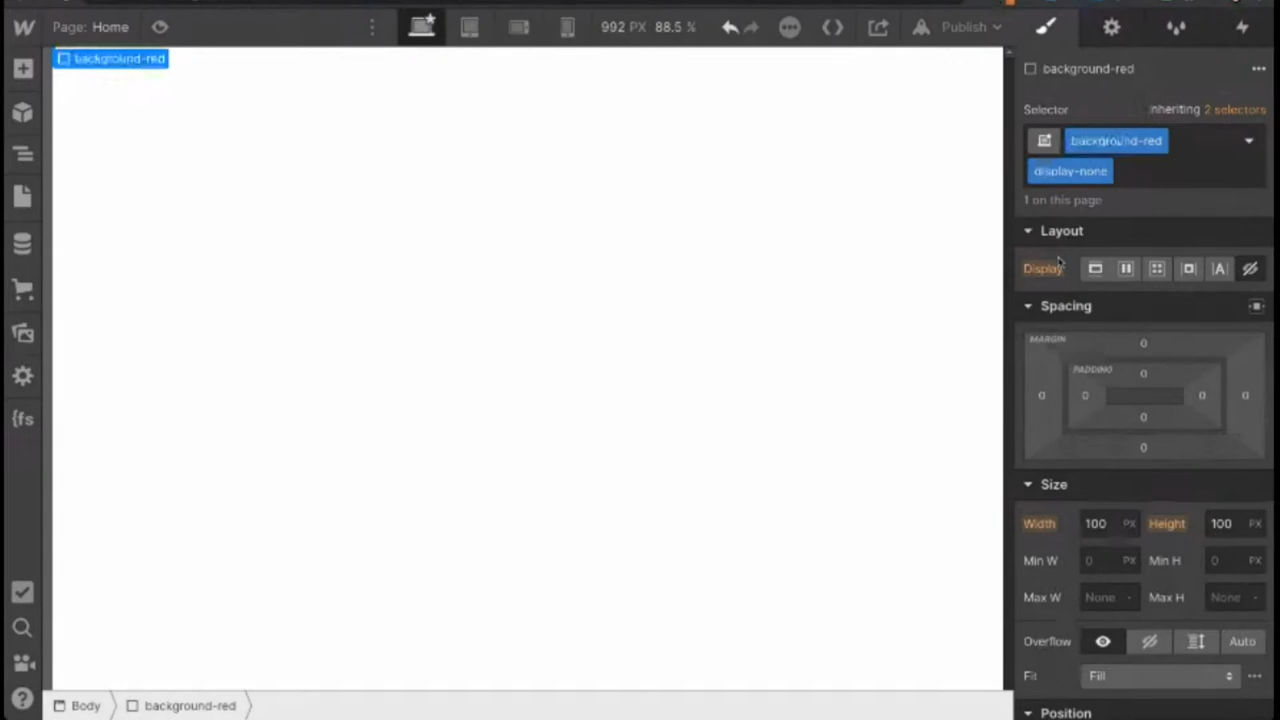 Page: Home
992 PX 88.5 %
Publish
background-red
background-red
Selector
Inheriting 2 selectors
background-red
display-none
1 on this page
Layout
Display
Spacing
MARGIN
0
PADDING
0
0 0 0 0
0
0
Size
Width 100 PX Height 100 PX
Min W 0 PX Min H 0 PX
Max W None - Max H None -
Overflow Auto
Fit Fill
Position
{fs
Body background-red